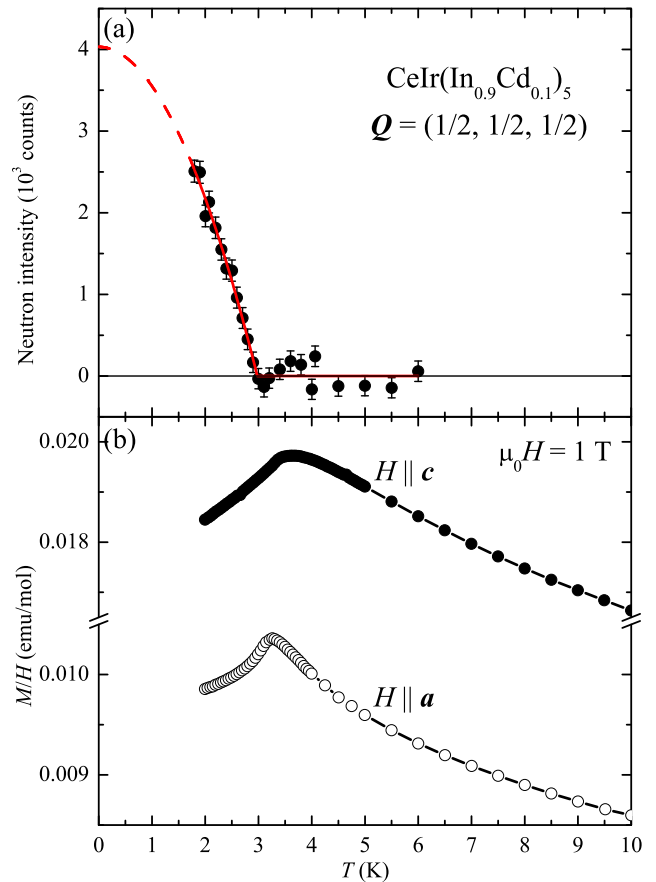 (a)
4
3
2
1
0
Neutron intensity (10³ counts)
CeIr(In₀.₉Cd₀.₁)₅
Q = (1/2, 1/2, 1/2)
(b)
0.020
0.018
0.010
0.009
M/H (emu/mol)
μ₀H = 1 T
H || c
H || a
0 1 2 3 4 5 6 7 8 9 10
T (K)